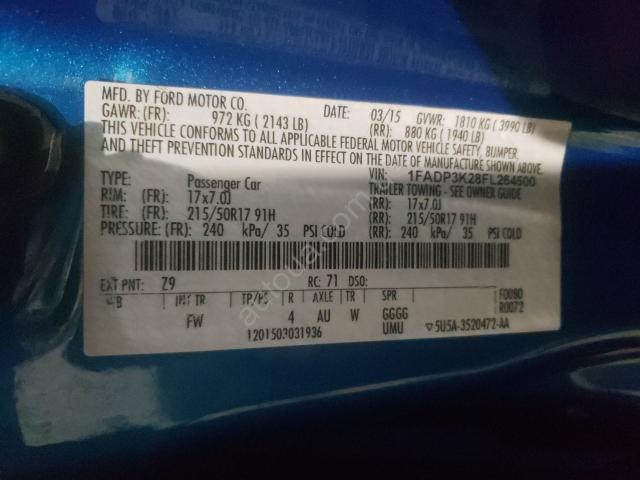 MFD. BY FORD MOTOR CO.
DATE: 03/15 GVWR: 1810 KG ( 3990 LB)
GAWR: (FR): 972 KG ( 2143 LB) (RR): 880 KG ( 1940 LB)
THIS VEHICLE CONFORMS TO ALL APPLICABLE FEDERAL MOTOR VEHICLE SAFETY, BUMPER,
AND THEFT PREVENTION STANDARDS IN EFFECT ON THE DATE OF MANUFACTURE SHOWN ABOVE.
VIN: 1FADP3K28FL264500
TYPE: Passenger Car TRAILER TOWING - SEE OWNER GUIDE
RIM: (FR): 17x7.0J (RR): 17x7.0J
TIRE: (FR): 215/50R17 91H (RR): 215/50R17 91H
PRESSURE: (FR): 240 kPa/ 35 PSI COLD (RR): 240 kPa/ 35 PSI COLD
EXT PNT: Z9 RC: 71 DSO:
INT TR TP/PS R AXLE TR SPR F0080
R0072
FW 4 AU W GGGG
UMU 5U5A-3520472-AA
1201503031936
autoua.com